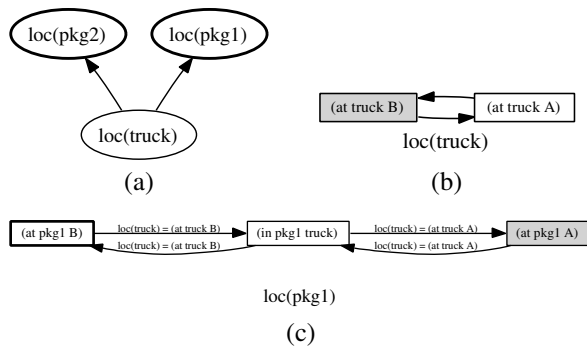 loc(pkg2) loc(pkg1)
loc(truck)
(a)
(at truck B) (at truck A)
loc(truck)
(b)
(at pkg1 B) loc(truck) = (at truck B) (in pkg1 truck) loc(truck) = (at truck A) (at pkg1 A)
loc(truck) = (at truck B) loc(truck) = (at truck A)
loc(pkg1)
(c)